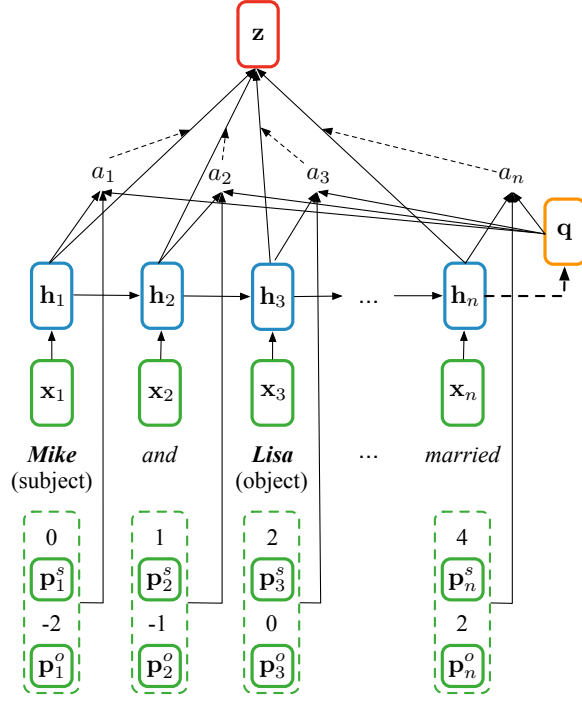 z
a₁ a₂ a₃ aₙ
q
h₁ h₂ h₃ ... hₙ
x₁ x₂ x₃ xₙ
Mike and Lisa ... married
(subject) (object)
0 1 2 4
p₁ˢ p₂ˢ p₃ˢ pₙˢ
-2 -1 0 2
p₁ᵒ p₂ᵒ p₃ᵒ pₙᵒ